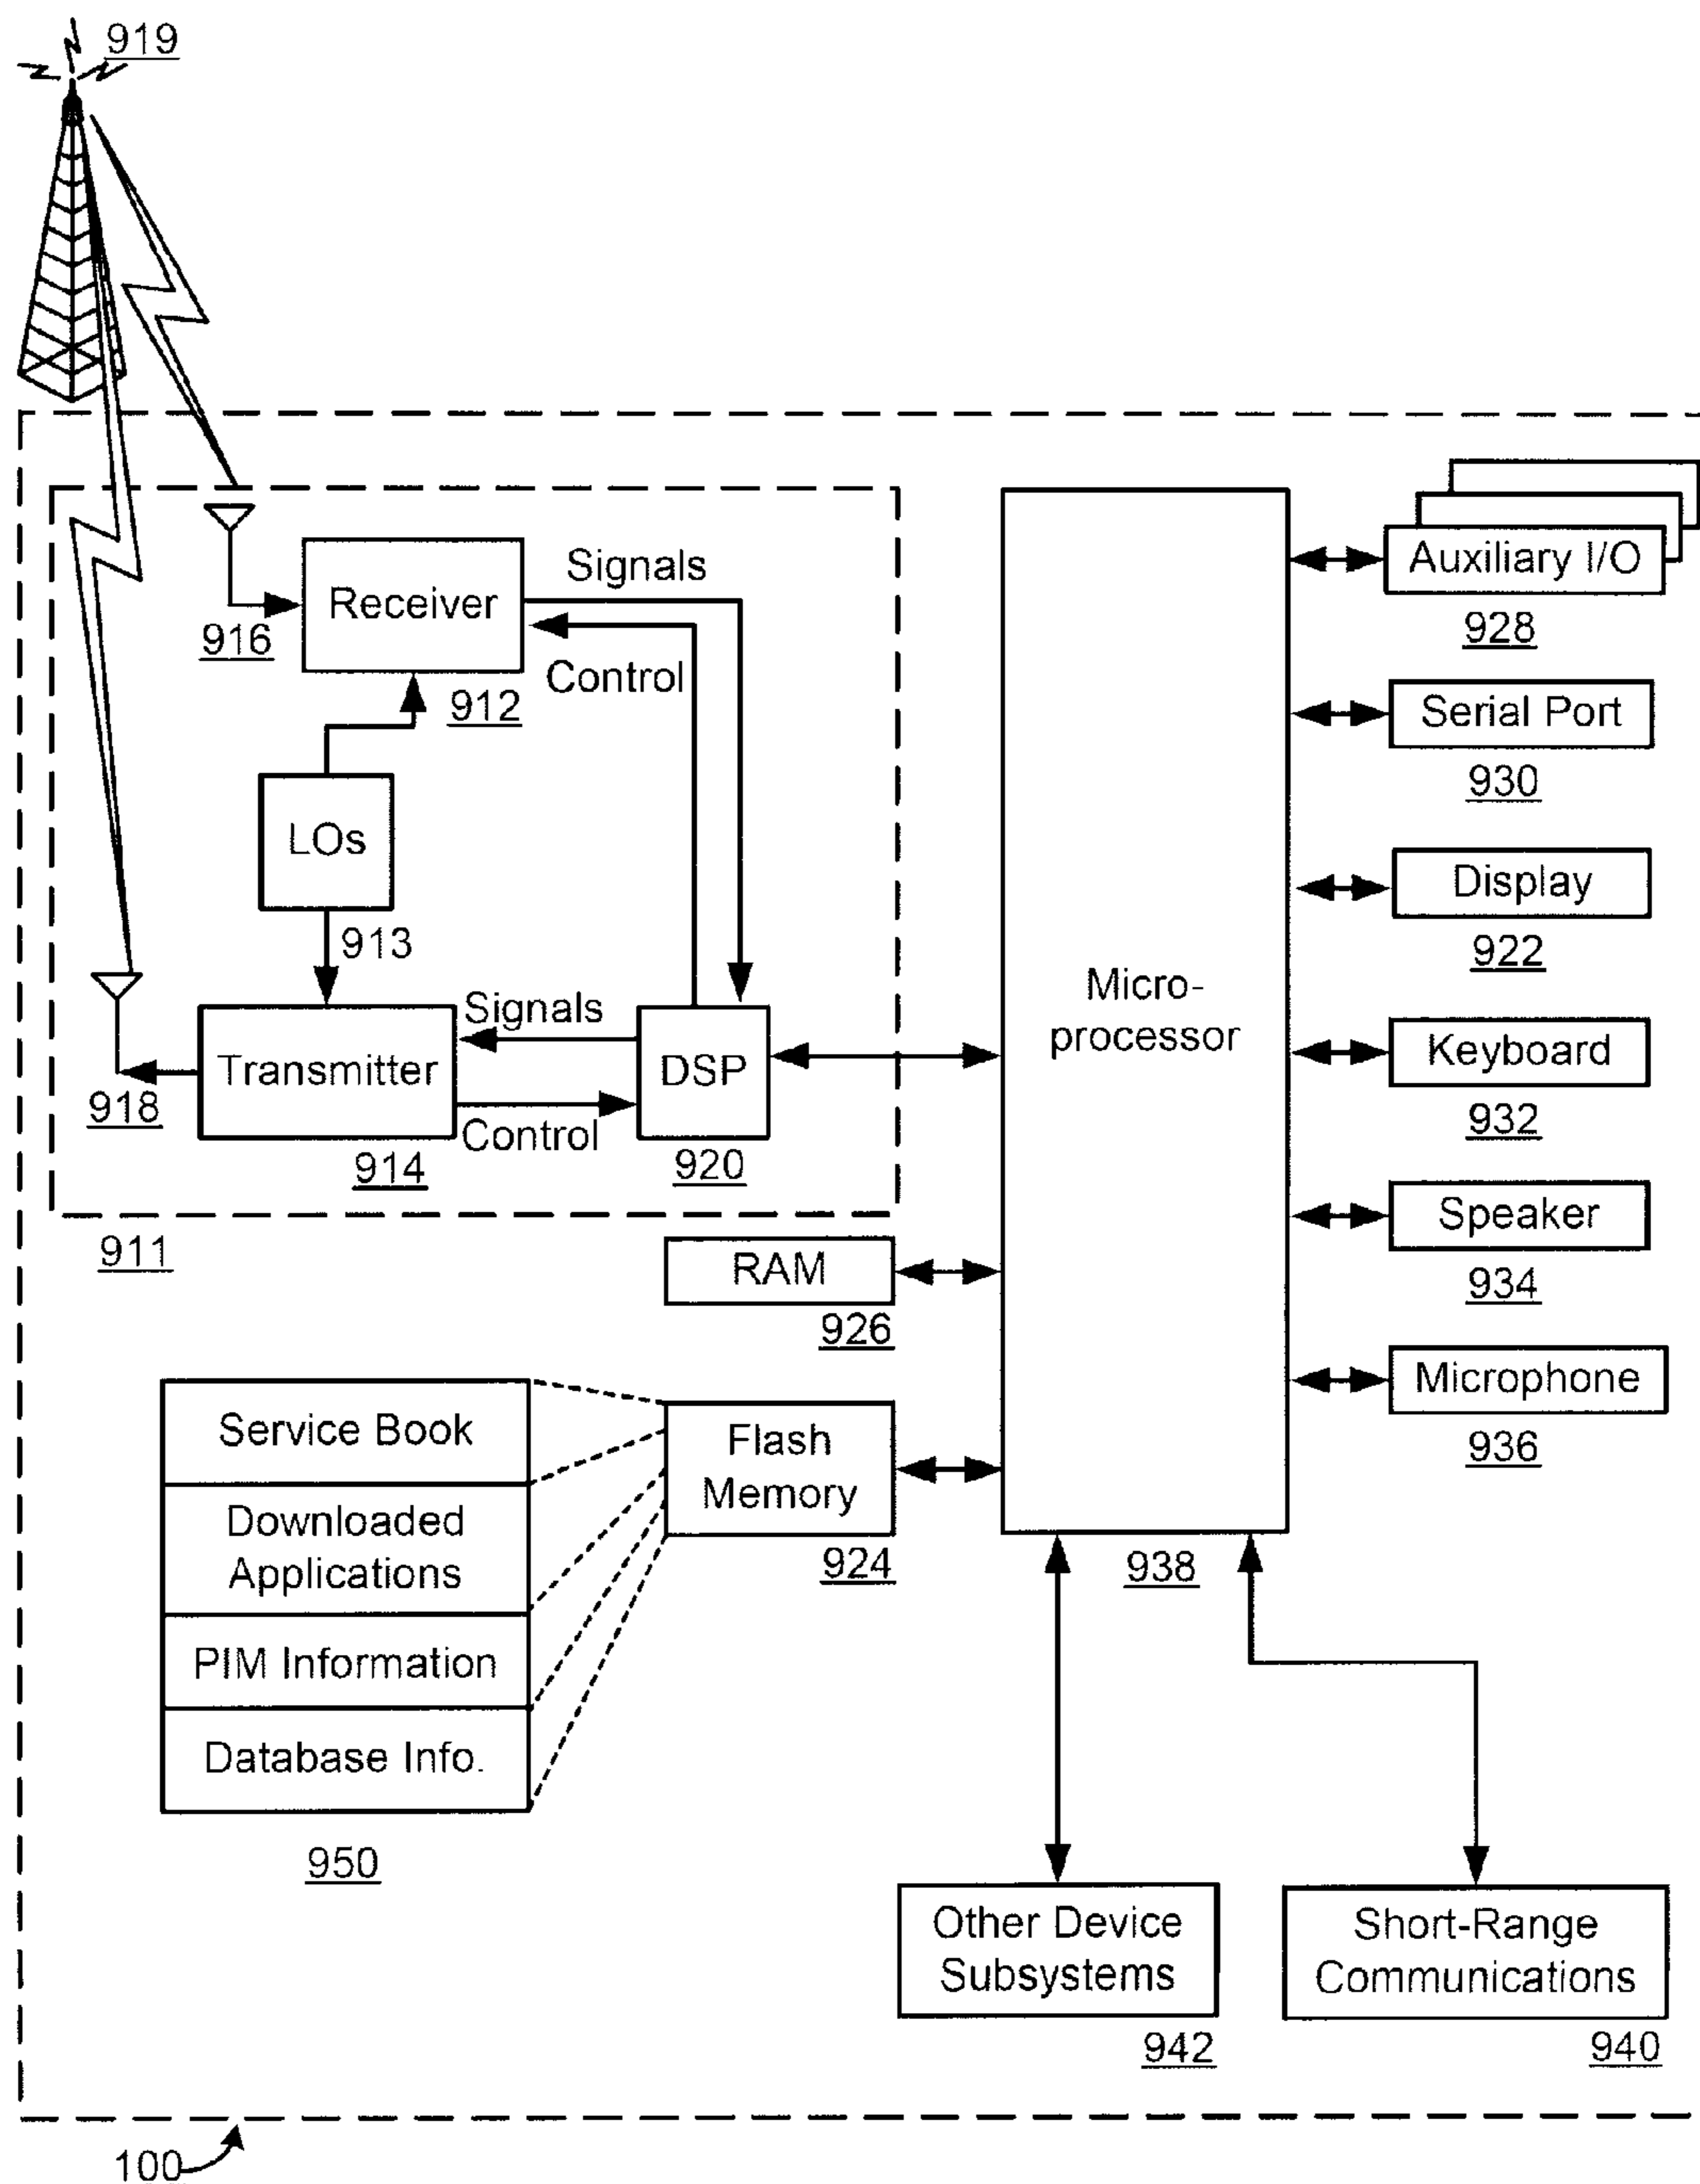 919
Receiver
Signals
916
Control
912
LOs
913
Signals
Transmitter
DSP
918
Control
914
920
911
Micro-
processor
938
Auxiliary I/O
928
Serial Port
930
Display
922
Keyboard
932
Speaker
934
Microphone
936
RAM
926
Flash
Memory
924
Service Book
Downloaded
Applications
PIM Information
Database Info.
950
Other Device
Subsystems
942
Short-Range
Communications
940
100